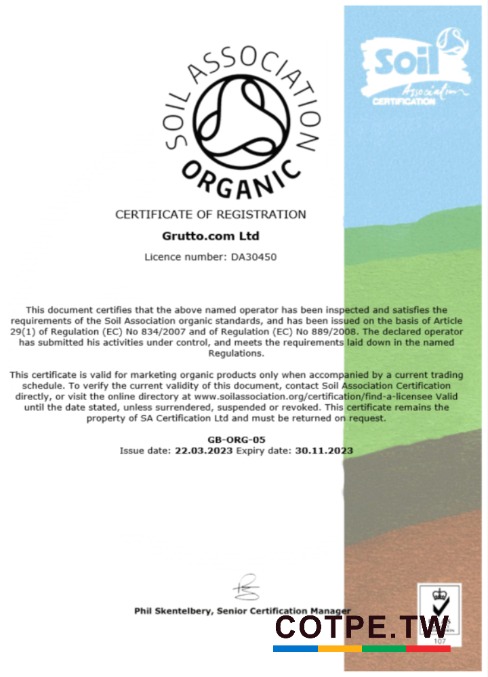 SOIL ASSOCIATION
ORGANIC
Soil
Association
CERTIFICATION
CERTIFICATE OF REGISTRATION
Grutto.com Ltd
Licence number: DA30450
This document certifies that the above named operator has been inspected and satisfies the
requirements of the Soil Association organic standards, and has been issued on the basis of Article
29(1) of Regulation (EC) No 834/2007 and of Regulation (EC) No 889/2008. The declared operator
has submitted his activities under control, and meets the requirements laid down in the named
Regulations.
This certificate is valid for marketing organic products only when accompanied by a current trading
schedule. To verify the current validity of this document, contact Soil Association Certification
directly, or visit the online directory at www.soilassociation.org/certification/find-a-licensee Valid
until the date stated, unless surrendered, suspended or revoked. This certificate remains the
property of SA Certification Ltd and must be returned on request.
GB-ORG-05
Issue date: 22.03.2023 Expiry date: 30.11.2023
Phil Skentelbery, Senior Certification Manager
COTPE.TW
107